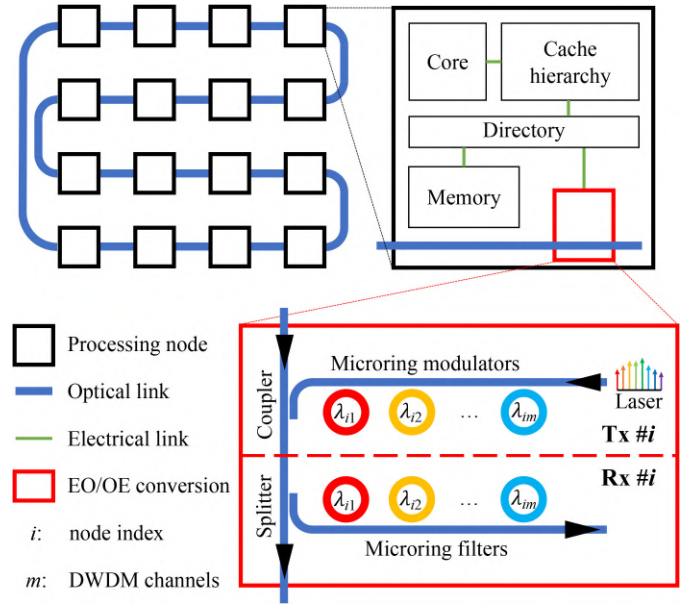 Core
Cache
hierarchy
Directory
Memory
Processing node
Optical link
Electrical link
EO/OE conversion
i: node index
m: DWDM channels
Coupler
Splitter
Microring modulators
Laser
λi1 λi2 … λim
Tx #i
Rx #i
λi1 λi2 … λim
Microring filters